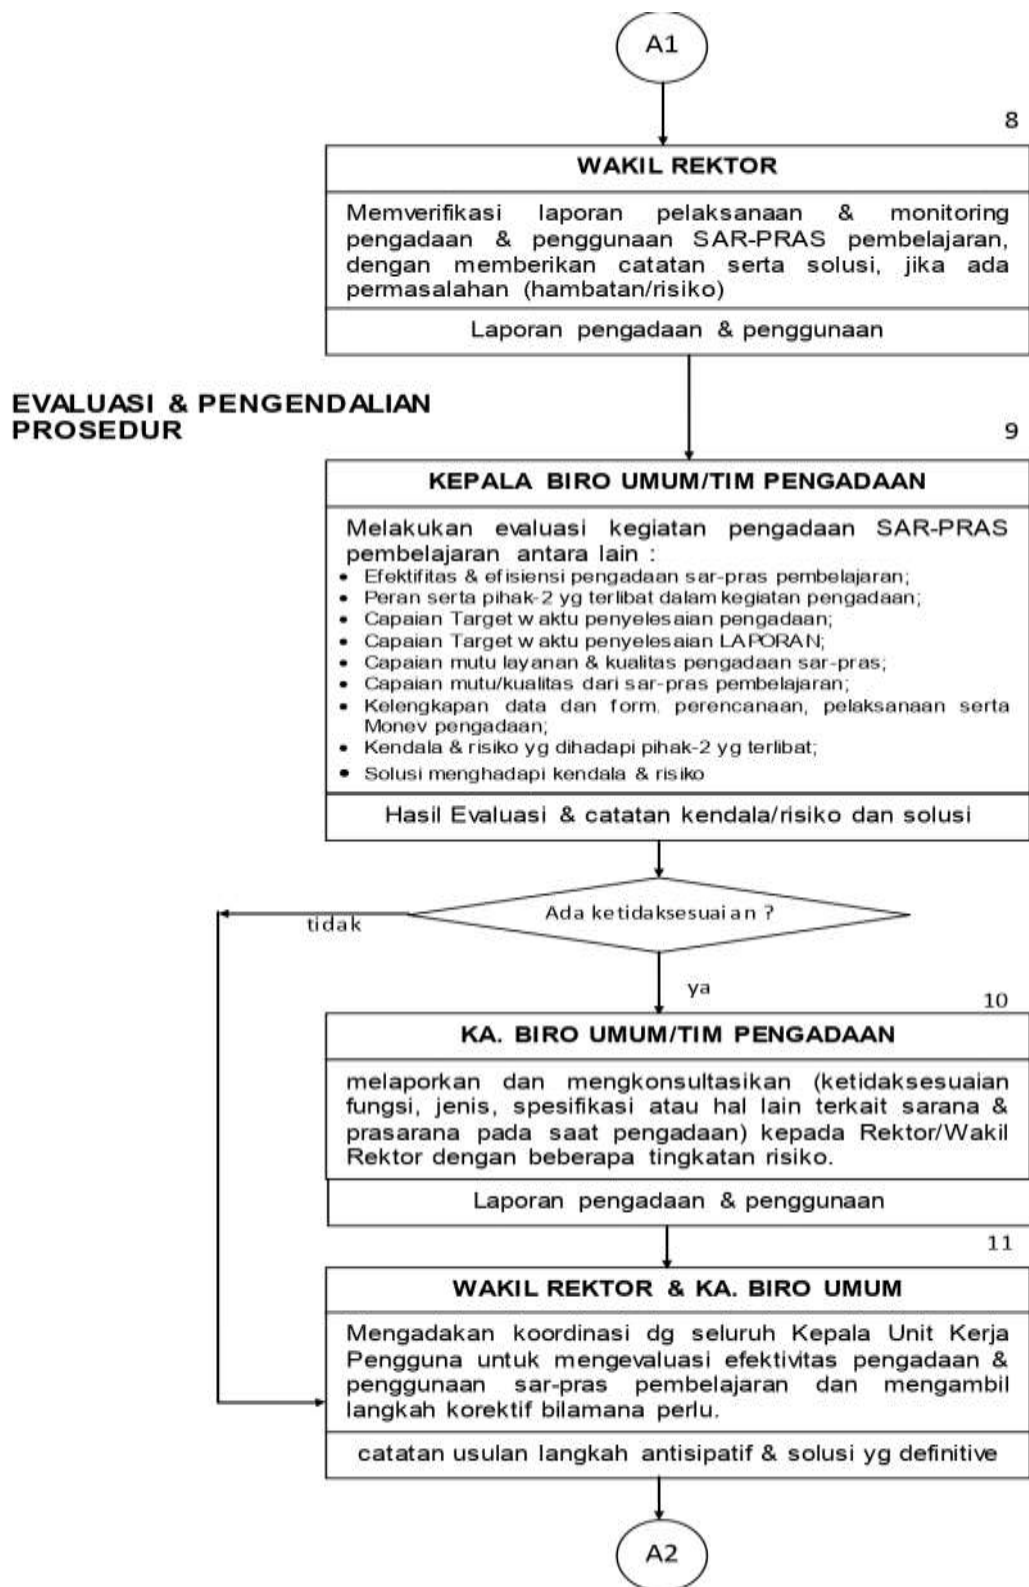 A1
8
WAKIL REKTOR
Memverifikasi laporan pelaksanaan & monitoring
pengadaan & penggunaan SAR-PRAS pembelajaran,
dengan memberikan catatan serta solusi, jika ada
permasalahan (hambatan/risiko)
Laporan pengadaan & penggunaan
EVALUASI & PENGENDALIAN
PROSEDUR
9
KEPALA BIRO UMUM/TIM PENGADAAN
Melakukan evaluasi kegiatan pengadaan SAR-PRAS
pembelajaran antara lain :
• Efektifitas & efisiensi pengadaan sar-pras pembelajaran;
• Peran serta pihak-2 yg terlibat dalam kegiatan pengadaan;
• Capaian Target waktu penyelesaian pengadaan;
• Capaian Target waktu penyelesaian LAPORAN;
• Capaian mutu layanan & kualitas pengadaan sar-pras;
• Capaian mutu/kualitas dari sar-pras pembelajaran;
• Kelengkapan data dan form. perencanaan, pelaksanaan serta
Monev pengadaan;
• Kendala & risiko yg dihadapi pihak-2 yg terlibat;
• Solusi menghadapi kendala & risiko
Hasil Evaluasi & catatan kendala/risiko dan solusi
Ada ketidaksesuaian ?
tidak
ya
10
KA. BIRO UMUM/TIM PENGADAAN
melaporkan dan mengkonsultasikan (ketidaksesuaian
fungsi, jenis, spesifikasi atau hal lain terkait sarana &
prasarana pada saat pengadaan) kepada Rektor/Wakil
Rektor dengan beberapa tingkatan risiko.
Laporan pengadaan & penggunaan
11
WAKIL REKTOR & KA. BIRO UMUM
Mengadakan koordinasi dg seluruh Kepala Unit Kerja
Pengguna untuk mengevaluasi efektivitas pengadaan &
penggunaan sar-pras pembelajaran dan mengambil
langkah korektif bilamana perlu.
catatan usulan langkah antisipatif & solusi yg definitive
A2